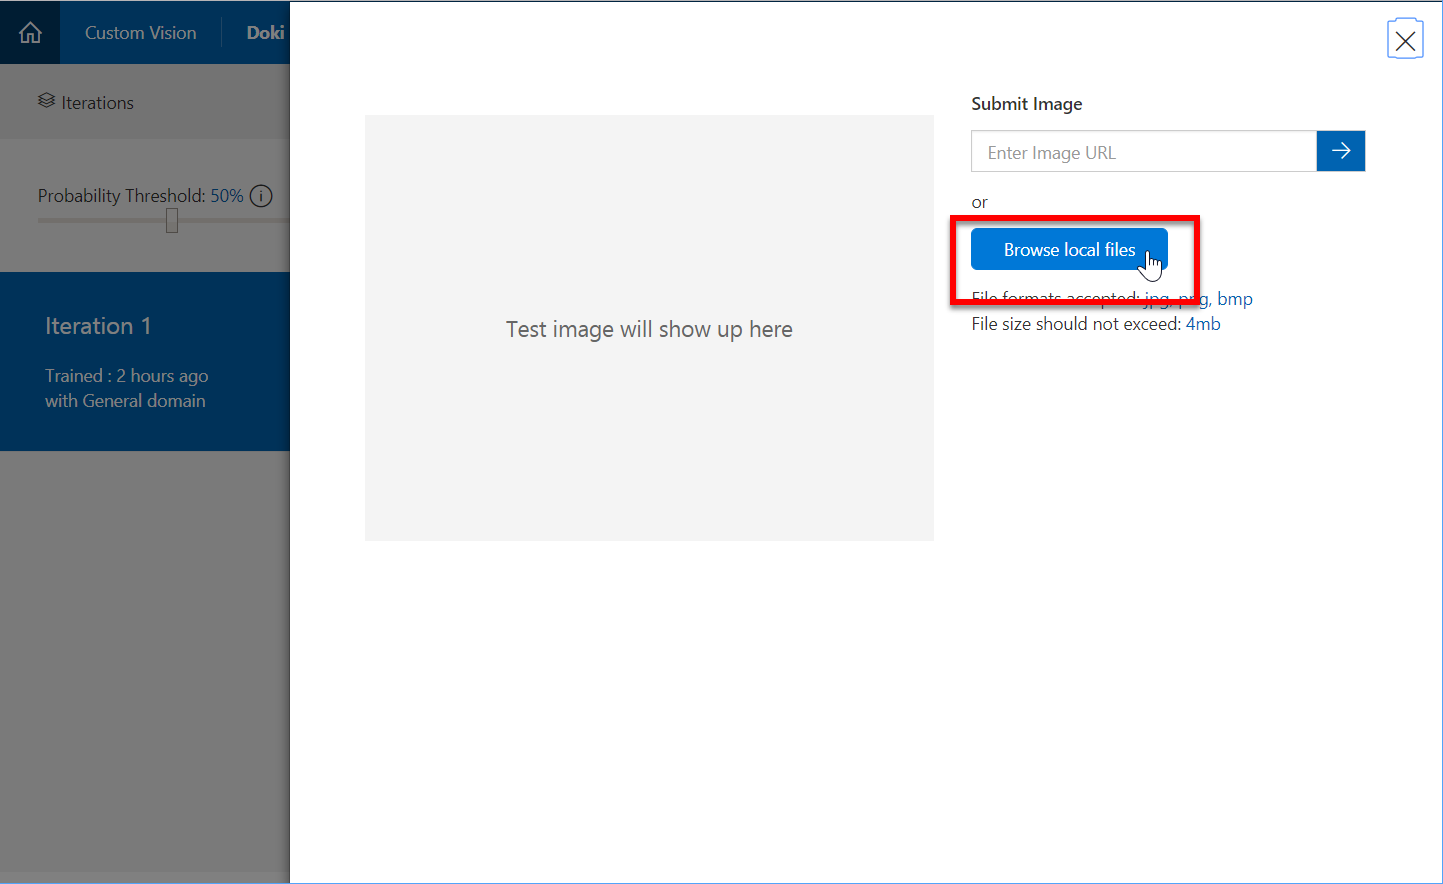 Custom Vision
Doki
Iterations
Probability Threshold: 50%
Iteration 1
Trained : 2 hours ago
with General domain
Test image will show up here
Submit Image
Enter Image URL
or
Browse local files
File formats accepted: jpg, png, bmp
File size should not exceed: 4mb